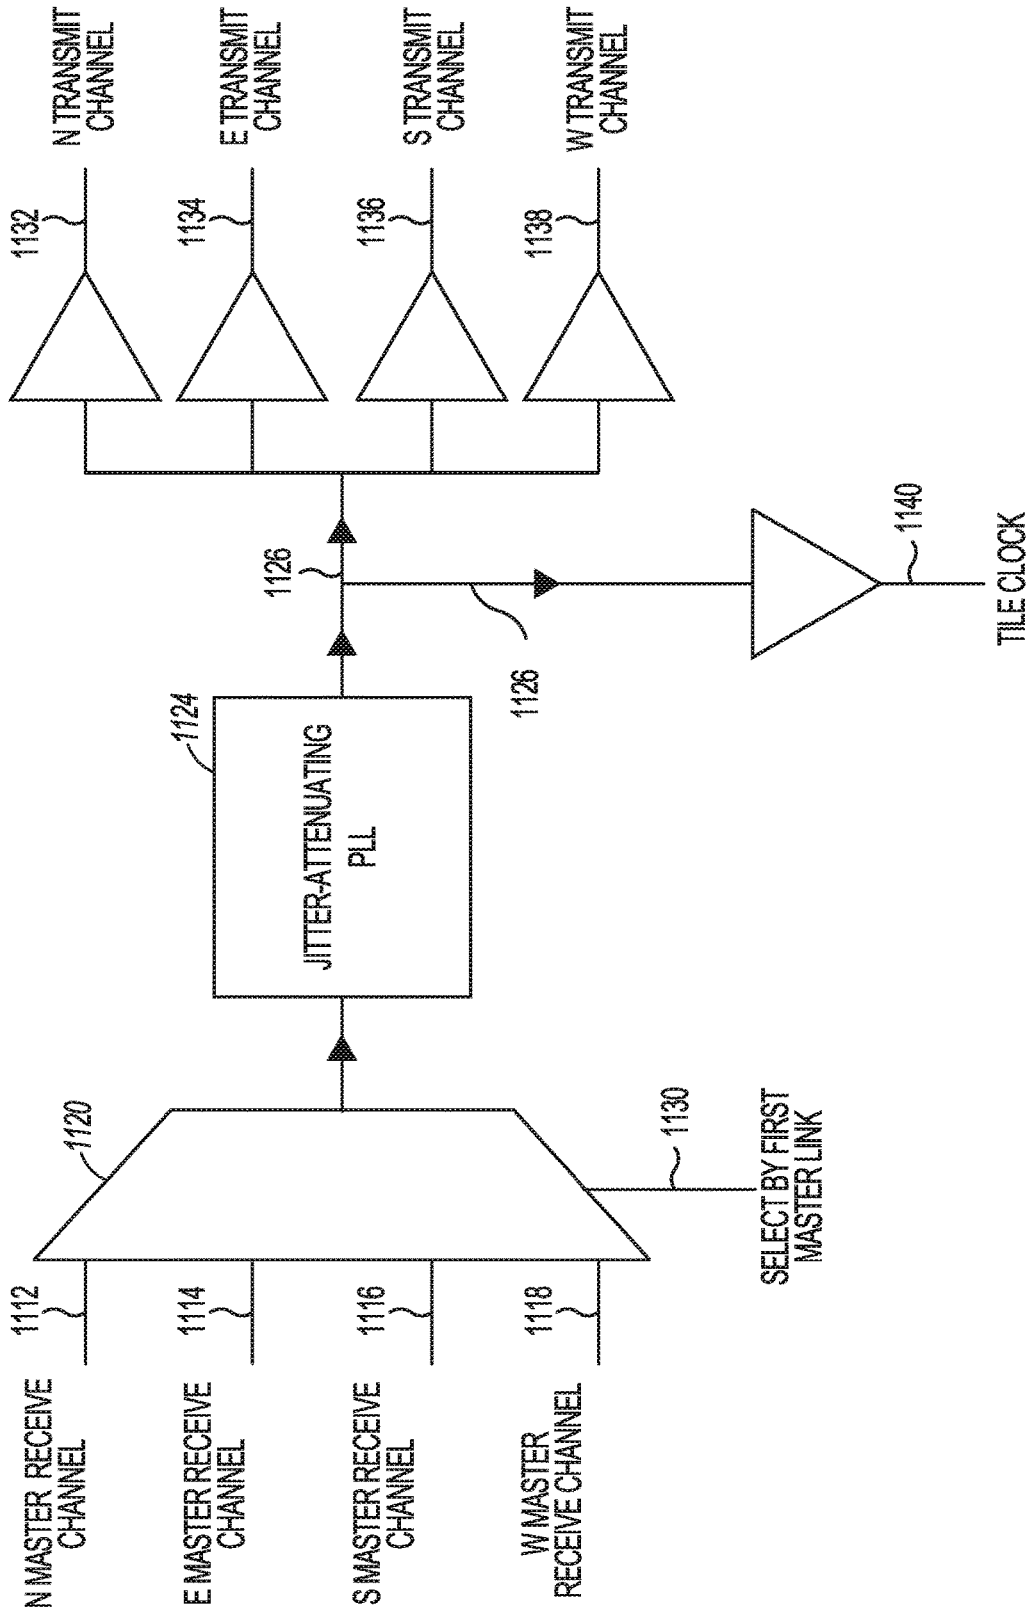 N MASTER RECEIVE
CHANNEL
1112
E MASTER RECEIVE
CHANNEL
1114
S MASTER RECEIVE
CHANNEL
1116
W MASTER
RECEIVE CHANNEL
1118
1120
SELECT BY FIRST
MASTER LINK
1130
JITTER-ATTENUATING
PLL
1124
1126
1126
1132
N TRANSMIT
CHANNEL
1134
E TRANSMIT
CHANNEL
1136
S TRANSMIT
CHANNEL
1138
W TRANSMIT
CHANNEL
1140
TILE CLOCK